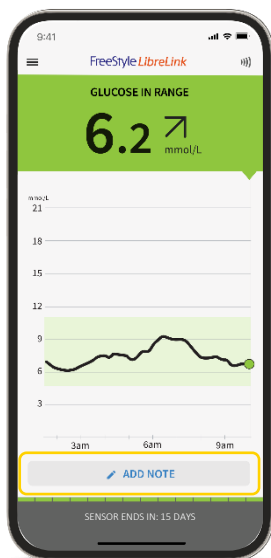 9:41
FreeStyle LibreLink
GLUCOSE IN RANGE
6.2
mmol/L
mmol/L
21
18
15
12
9
6
3
3am 6am 9am
ADD NOTE
SENSOR ENDS IN: 15 DAYS